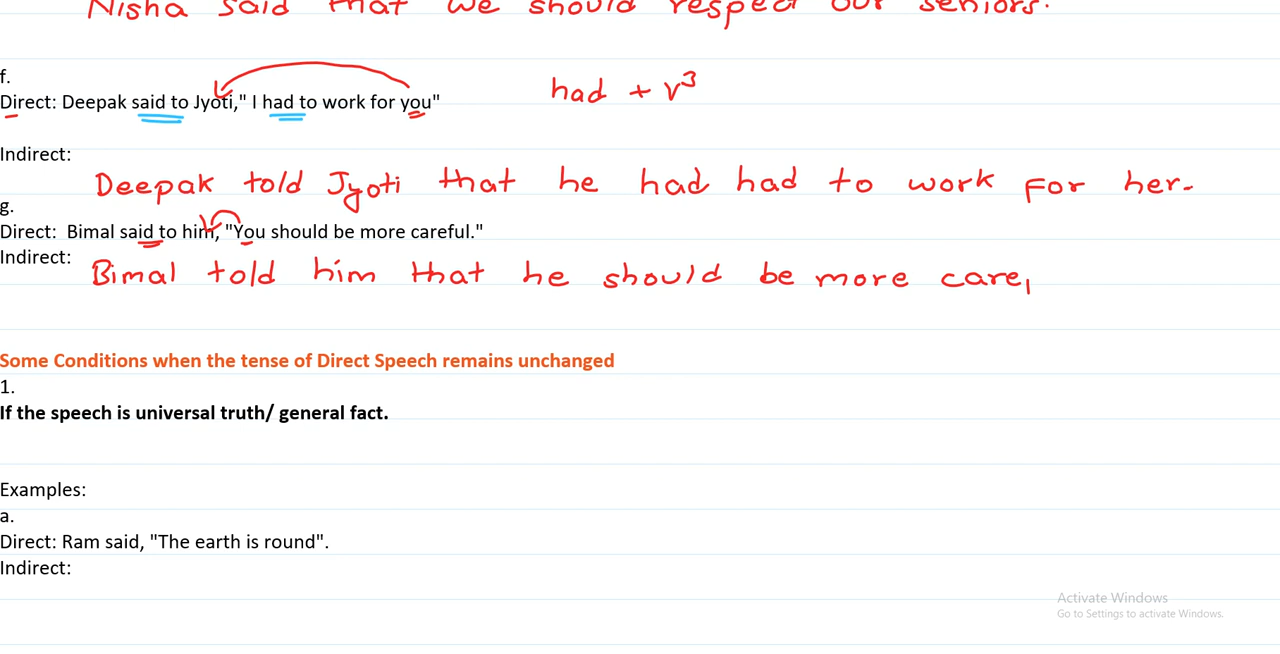 Nisha said that we should respect our seniors.
f.
Direct: Deepak said to Jyoti," I had to work for you"
had + v3
Indirect:
Deepak told Jyoti that he had had to work For her.
g.
Direct: Bimal said to him, "You should be more careful."
Indirect:
Bimal told him that he should be more care
Some Conditions when the tense of Direct Speech remains unchanged
1.
If the speech is universal truth/ general fact.
Examples:
a.
Direct: Ram said, "The earth is round".
Indirect:
Activate Windows
Go to Settings to activate Windows.